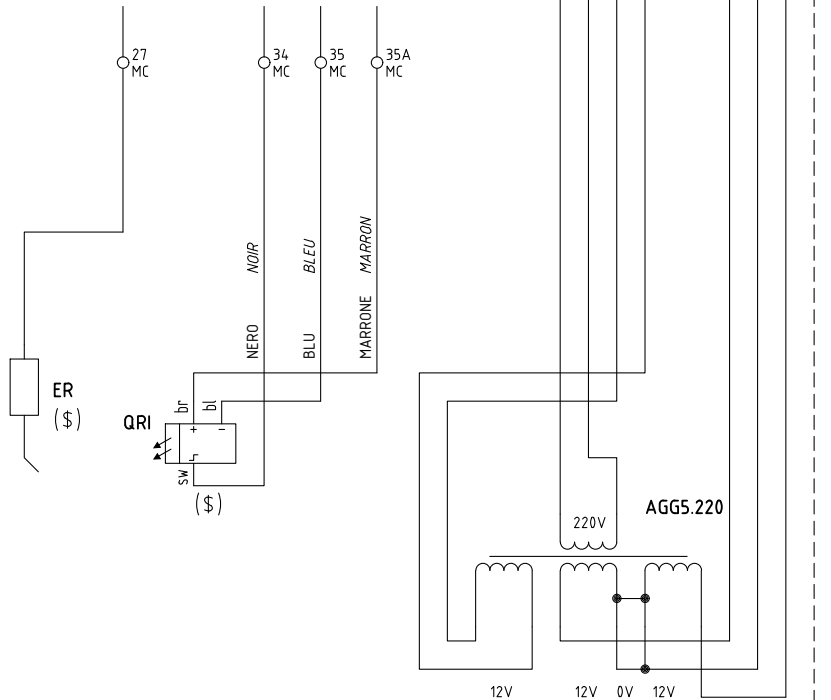 27
MC
34
MC
35
MC
35A
MC
NOIR
BLEU
MARRON
NERO
BLU
MARRONE
ER
($)
QRI
br
bl
+
-
sw
($)
AGG5.220
220V
12V
12V
0V
12V